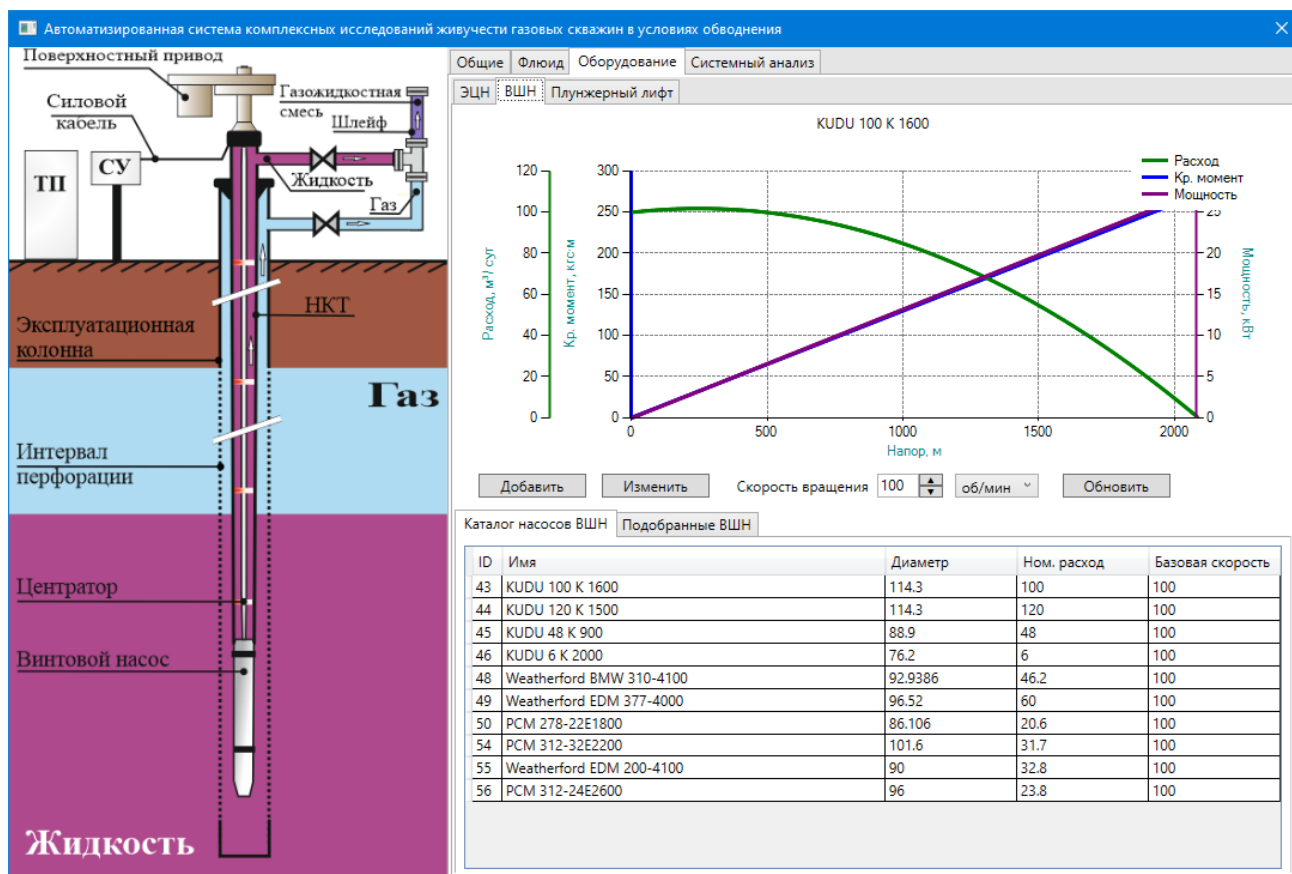 Автоматизированная система комплексных исследований живучести газовых скважин в условиях обводнения
Поверхностный привод
Силовой
кабель
Газожидкостная
смесь
Шлейф
ТП
СУ
Жидкость
Газ
НКТ
Эксплуатационная
колонна
Газ
Интервал
перфорации
Центратор
Винтовой насос
Жидкость
Общие Флюид Оборудование Системный анализ
ЭЦН ВШН Плунжерный лифт
KUDU 100 K 1600
Расход
Кр. момент
Мощность
Расход, м³/ сут
120
100
80
60
40
20
0
Кр. момент, кгс·м
300
250
200
150
100
50
0
25
20
15
10
5
0
Мощность, кВт
0 500 1000 1500 2000
Напор, м
Добавить Изменить Скорость вращения 100 об/мин Обновить
Каталог насосов ВШН Подобранные ВШН
ID Имя Диаметр Ном. расход Базовая скорость
43 KUDU 100 K 1600 114.3 100 100
44 KUDU 120 K 1500 114.3 120 100
45 KUDU 48 K 900 88.9 48 100
46 KUDU 6 K 2000 76.2 6 100
48 Weatherford BMW 310-4100 92.9386 46.2 100
49 Weatherford EDM 377-4000 96.52 60 100
50 PCM 278-22E1800 86.106 20.6 100
54 PCM 312-32E2200 101.6 31.7 100
55 Weatherford EDM 200-4100 90 32.8 100
56 PCM 312-24E2600 96 23.8 100